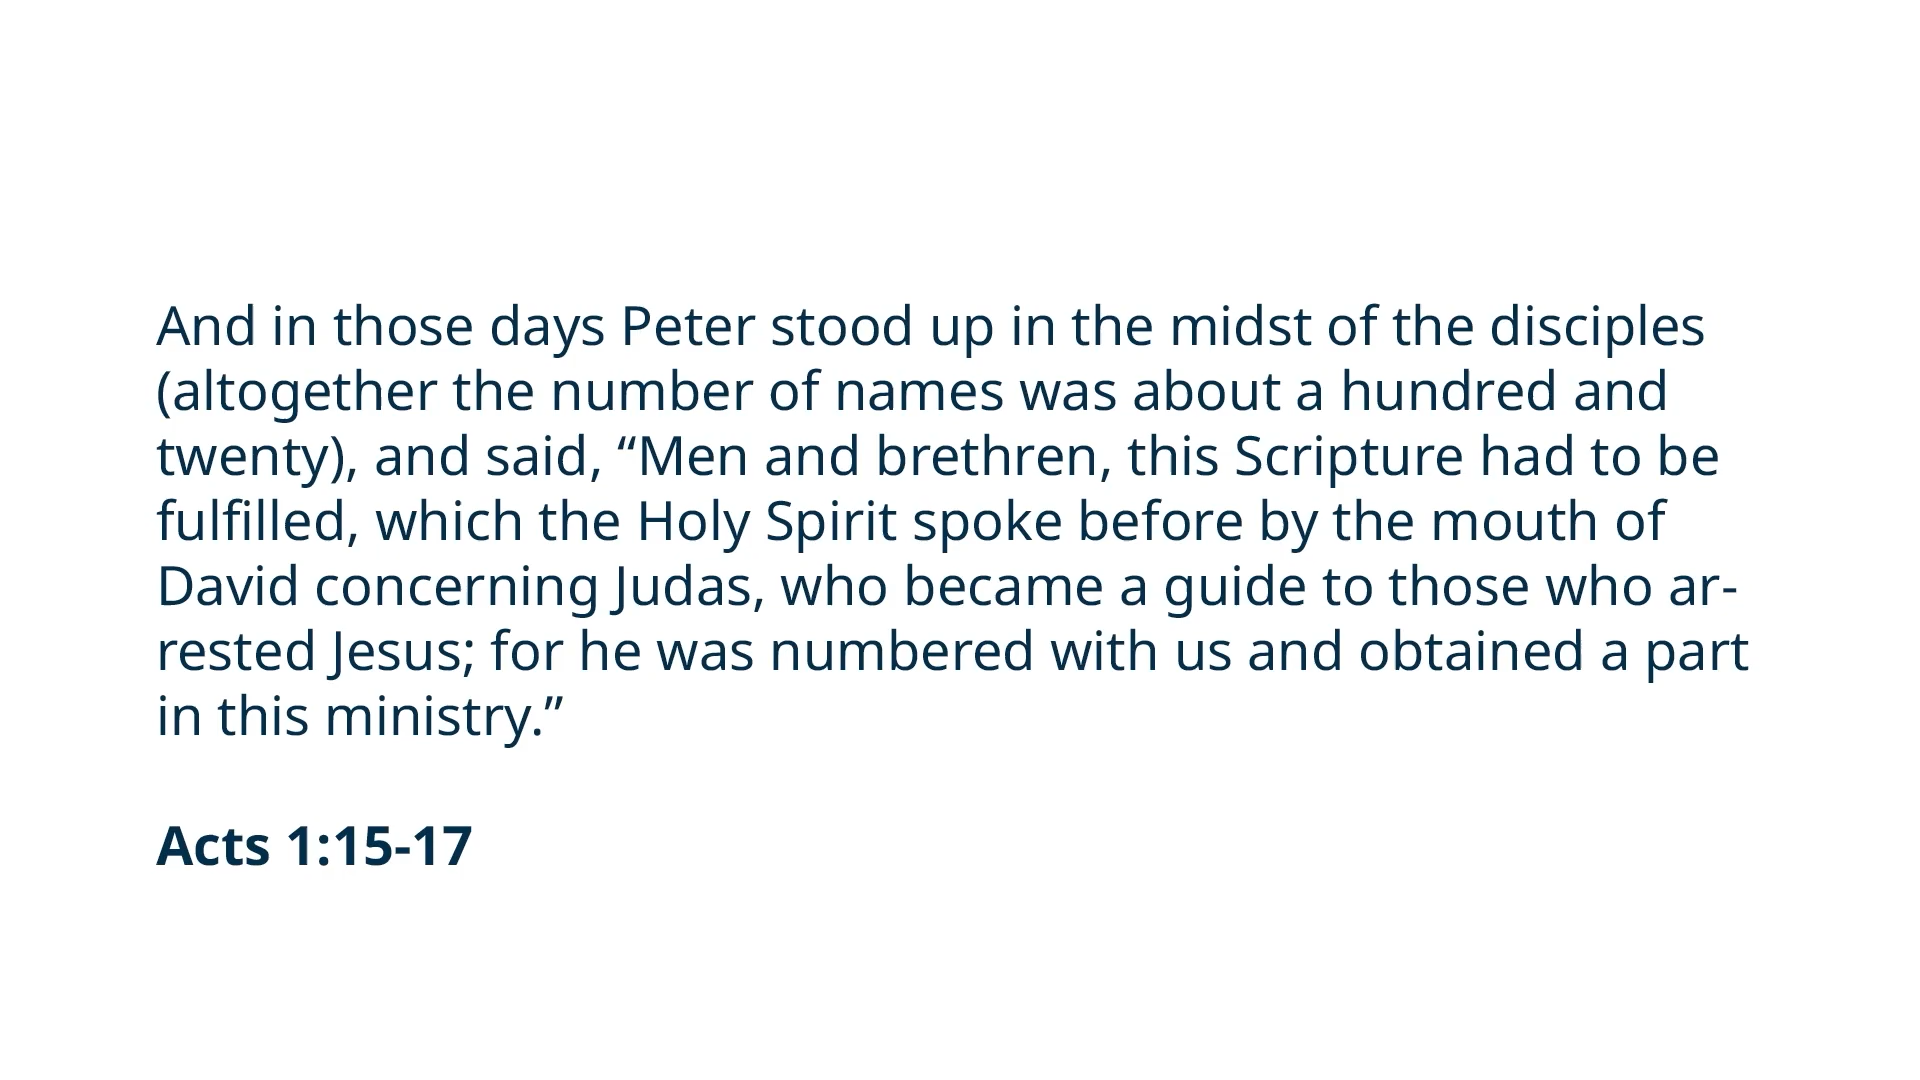 And in those days Peter stood up in the midst of the disciples
(altogether the number of names was about a hundred and
twenty), and said, “Men and brethren, this Scripture had to be
fulfilled, which the Holy Spirit spoke before by the mouth of
David concerning Judas, who became a guide to those who ar-
rested Jesus; for he was numbered with us and obtained a part
in this ministry.”
Acts 1:15-17